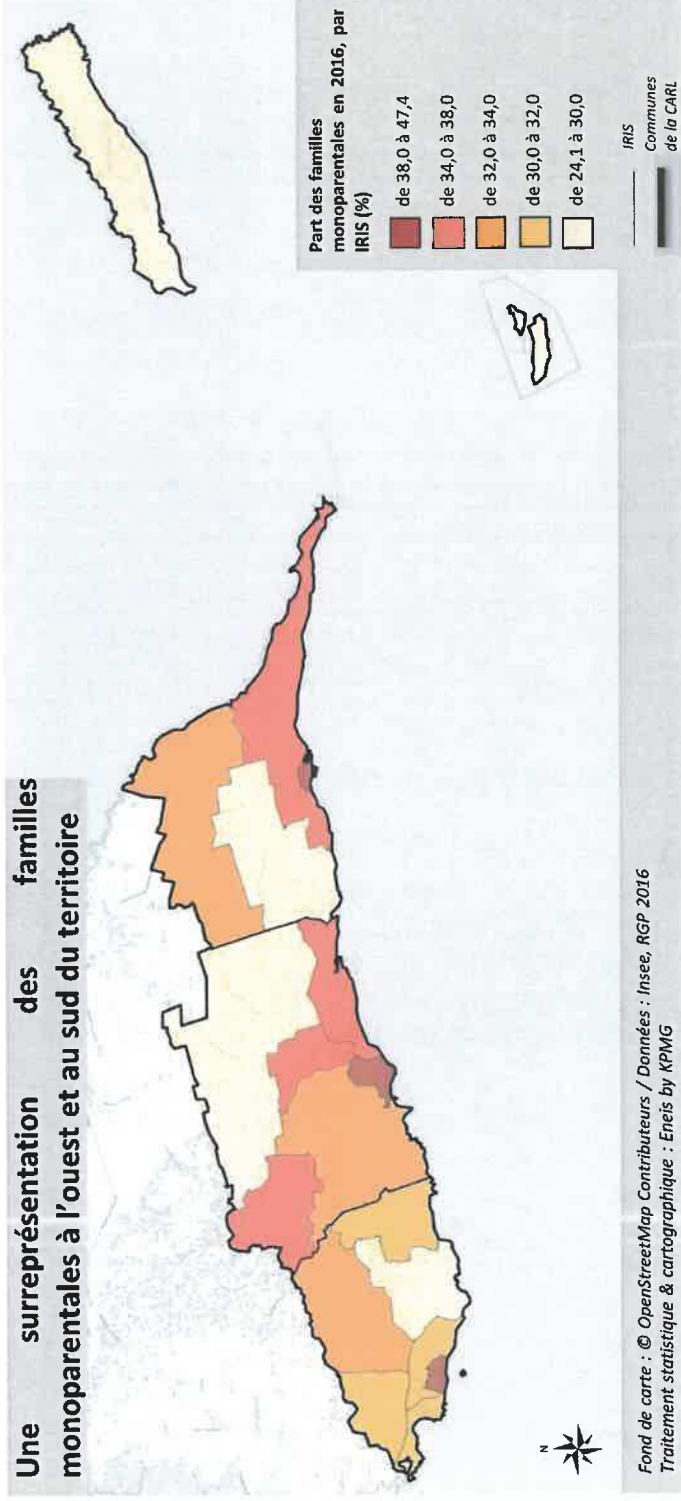 Une surreprésentation des familles
monoparentales à l'ouest et au sud du territoire
Part des familles
monoparentales en 2016, par
IRIS (%)
de 38,0 à 47,4
de 34,0 à 38,0
de 32,0 à 34,0
de 30,0 à 32,0
de 24,1 à 30,0
IRIS
Communes
de la CARL
N
Fond de carte : © OpenStreetMap Contributeurs / Données : Insee, RGP 2016
Traitement statistique & cartographique : Eneis by KPMG